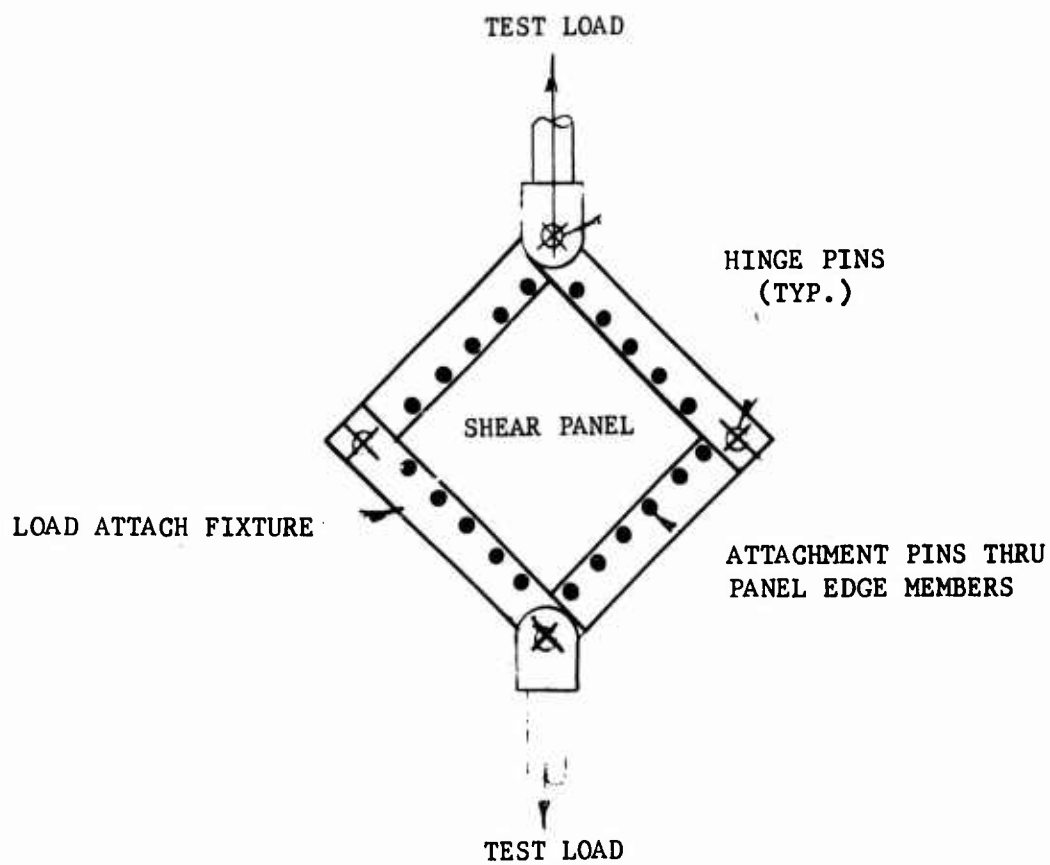 TEST LOAD
HINGE PINS
(TYP.)
SHEAR PANEL
LOAD ATTACH FIXTURE
ATTACHMENT PINS THRU
PANEL EDGE MEMBERS
TEST LOAD